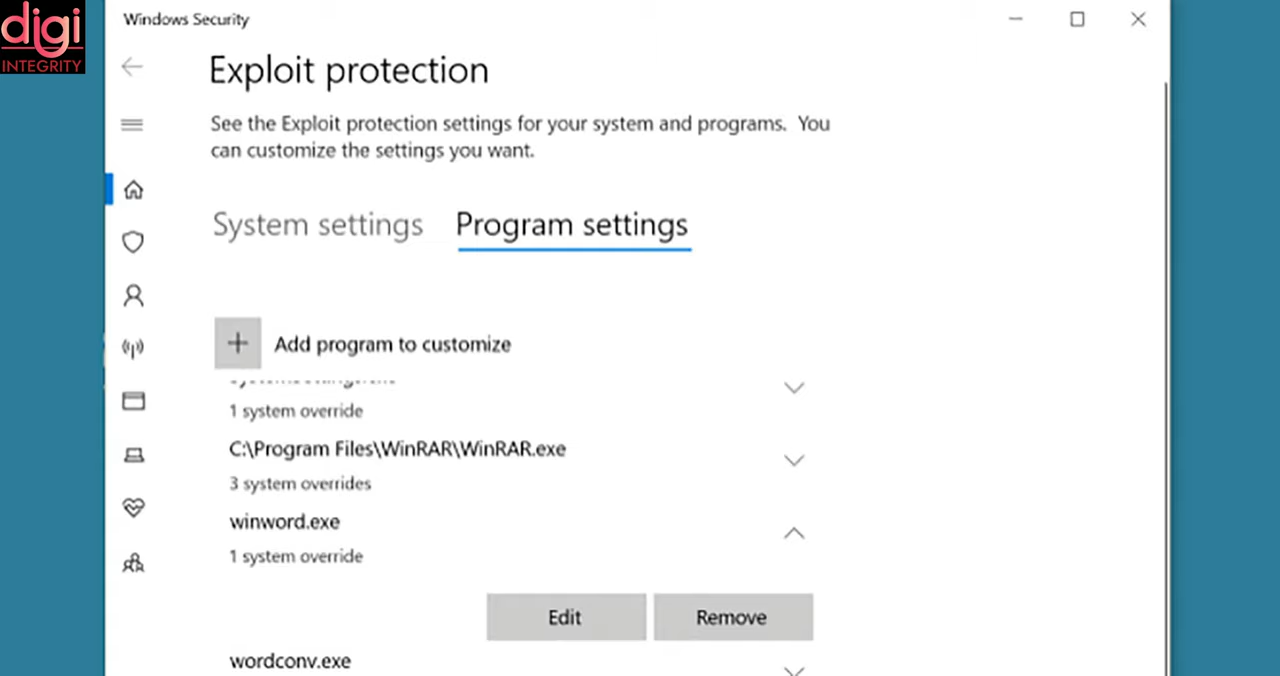 digi
INTEGRITY
Windows Security
Exploit protection
See the Exploit protection settings for your system and programs. You
can customize the settings you want.
System settings Program settings
Add program to customize
1 system override
C:\Program Files\WinRAR\WinRAR.exe
3 system overrides
winword.exe
1 system override
Edit Remove
wordconv.exe